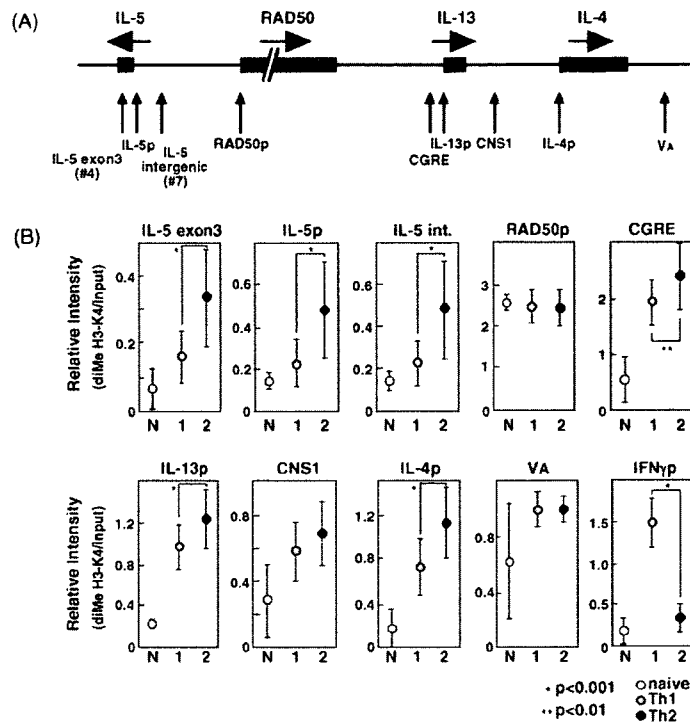 (A)
IL-5 RAD50 IL-13 IL-4
IL-5p RAD50p IL-13p CNS1 IL-4p VA
IL-5 exon3 (#4)
IL-5 intergenic (#7)
CGRE
(B)
IL-5 exon3 IL-5p IL-5 int. RAD50p CGRE
Relative Intensity
(diMe H3-K4/input)
0.4 0.2 0
0.6 0.4 0.2 0
0.6 0.4 0.2 0
3 2 1 0
2 1 0
* * * **
N 1 2 N 1 2 N 1 2 N 1 2 N 1 2
IL-13p CNS1 IL-4p VA IFNγp
Relative Intensity
(diMe H3-K4/input)
1.2 0.8 0.4 0
0.8 0.4 0
1.2 0.8 0.4 0
0.8 0.4 0
1.5 1.0 0.5 0
* * *
N 1 2 N 1 2 N 1 2 N 1 2 N 1 2
* p<0.001
** p<0.01
naive
Th1
Th2